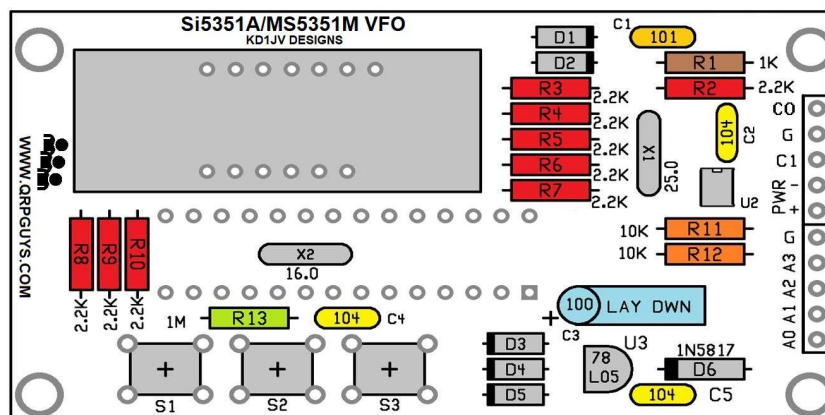 Si5351A/MS5351M VFO
KD1JV DESIGNS
D1
C1
101
D2
R1
1K
R3
2.2K
R2
2.2K
R4
2.2K
CO
104
C2
G
R5
2.2K
X1
25.0
C1
R6
2.2K
PWR -
R7
2.2K
U2
+
WWW.QRPGUYS.COM
R8
2.2K
R9
2.2K
R10
2.2K
X2
16.0
10K
R11
G
10K
R12
A3
A2
A1
A0
1M
R13
104
C4
+
100
LAY DWN
C3
D3
D4
D5
78
L05
U3
1N5817
D6
104
C5
+
+
+
S1
S2
S3